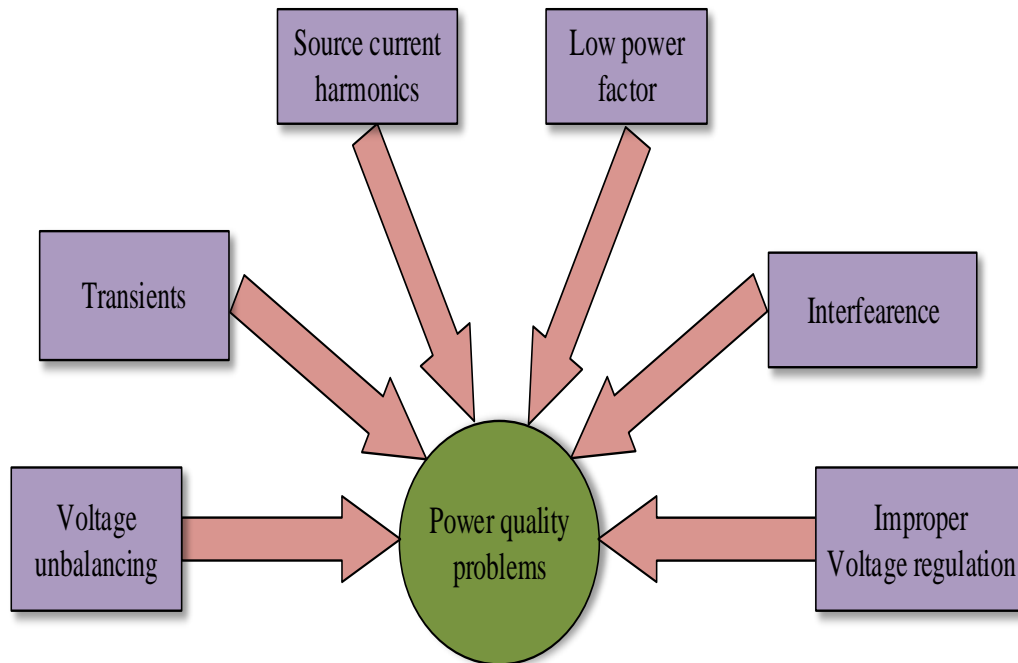 Source current
harmonics
Low power
factor
Transients
Interfearence
Voltage
unbalancing
Power quality
problems
Improper
Voltage regulation